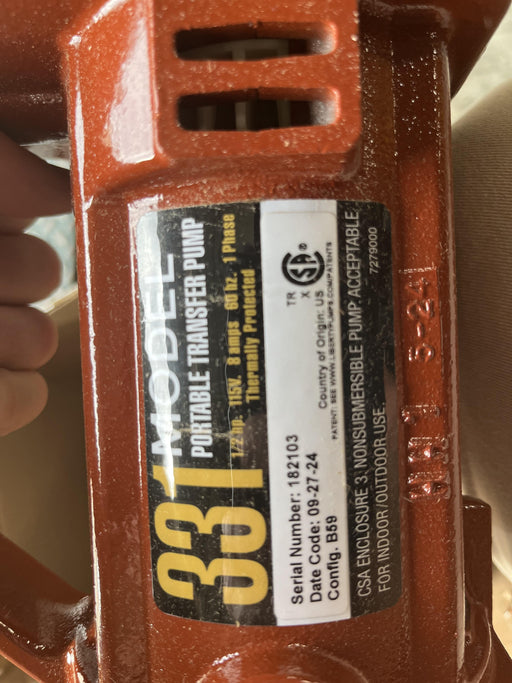 331 MODEL
PORTABLE TRANSFER PUMP
1/2 hp. 115V. 8 amps 60 hz. 1 Phase
Thermally Protected
Serial Number: 182103
Date Code: 09-27-24
Config. B59
TR
X
CSA®
Country of Origin: US
PATENT: SEE WWW.LIBERTYPUMPS.COM/PATENTS
CSA ENCLOSURE 3, NONSUBMERSIBLE PUMP, ACCEPTABLE
FOR INDOOR/OUTDOOR USE.
7279000